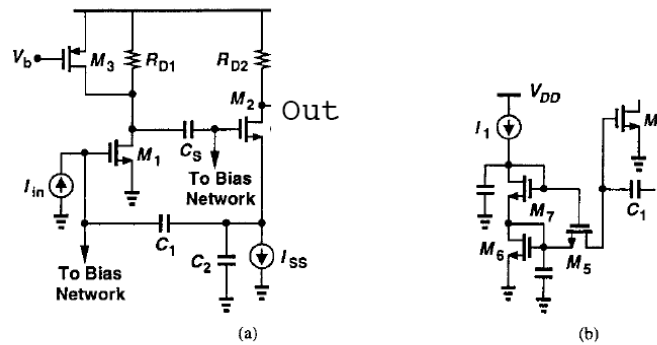 V_b
M_3
R_D1
R_D2
M_2
Out
C_S
M_1
To Bias
Network
I_in
C_1
C_2
I_SS
To Bias
Network
(a)
V_DD
I_1
M
M_7
C_1
M_6
M_5
(b)